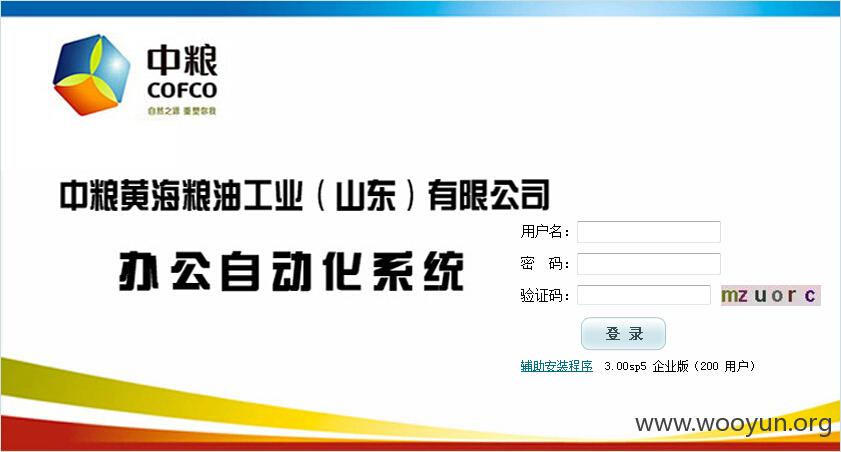 中粮
COFCO
自然之源 重塑你我
中粮黄海粮油工业（山东）有限公司
办公自动化系统
用户名：
密 码：
验证码：
mzuorc
登 录
辅助安装程序 3.00sp5 企业版（200 用户）
www.wooyun.org